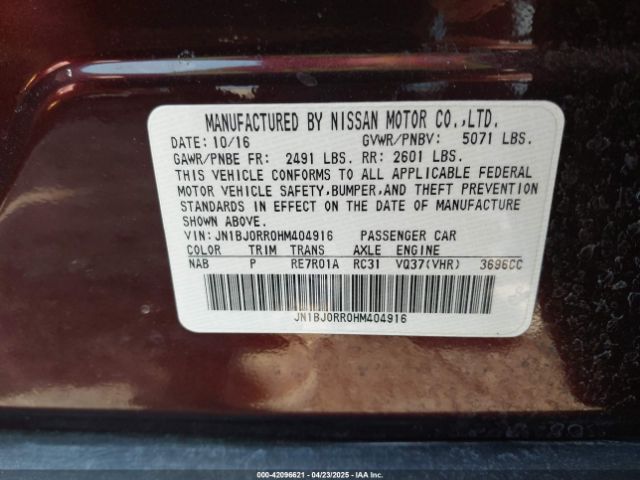 MANUFACTURED BY NISSAN MOTOR CO.,LTD.
DATE: 10/16 GVWR/PNBV: 5071 LBS.
GAWR/PNBE FR: 2491 LBS. RR: 2601 LBS.
THIS VEHICLE CONFORMS TO ALL APPLICABLE FEDERAL
MOTOR VEHICLE SAFETY,BUMPER,AND THEFT PREVENTION
STANDARDS IN EFFECT ON THE DATE OF MANUFACTURE
SHOWN ABOVE.
VIN:JN1BJ0RR0HM404916 PASSENGER CAR
COLOR TRIM TRANS AXLE ENGINE
NAB P RE7R01A RC31 VQ37(VHR) 3696CC
JN1BJ0RR0HM404916
000-42096621 - 04/23/2025 - IAAI.COM